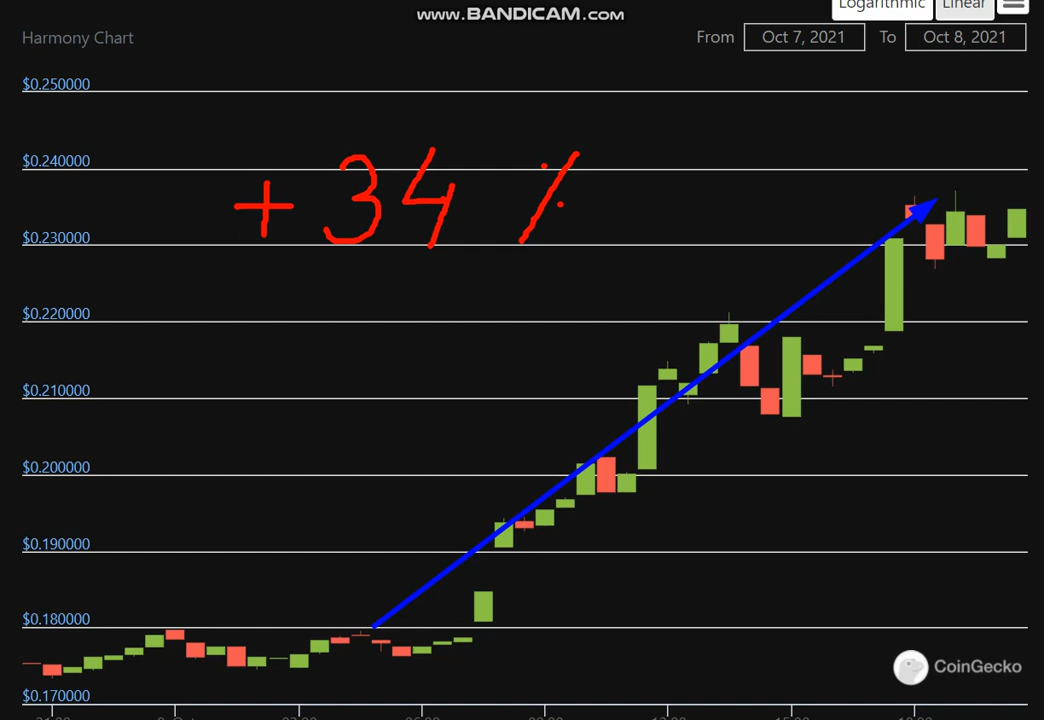 www.BANDICAM.com
Logarithmic Linear
Harmony Chart
From Oct 7, 2021 To Oct 8, 2021
$0.250000
$0.240000
+ 34 %
$0.230000
$0.220000
$0.210000
$0.200000
$0.190000
$0.180000
CoinGecko
$0.170000